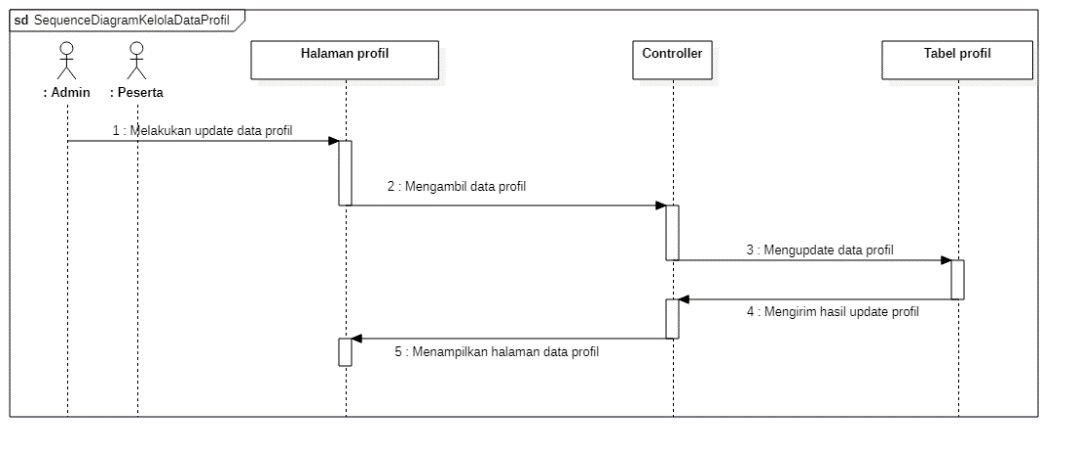 sd SequenceDiagramKelolaDataProfil
Halaman profil
Controller
Tabel profil
: Admin
: Peserta
1 : Melakukan update data profil
2 : Mengambil data profil
3 : Mengupdate data profil
4 : Mengirim hasil update profil
5 : Menampilkan halaman data profil